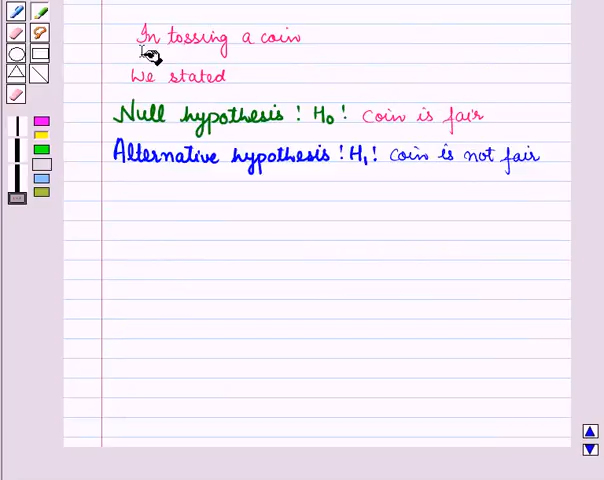 In tossing a coin
We stated
Null hypothesis : H₀ : coin is fair
Alternative hypothesis : H₁ : coin is not fair